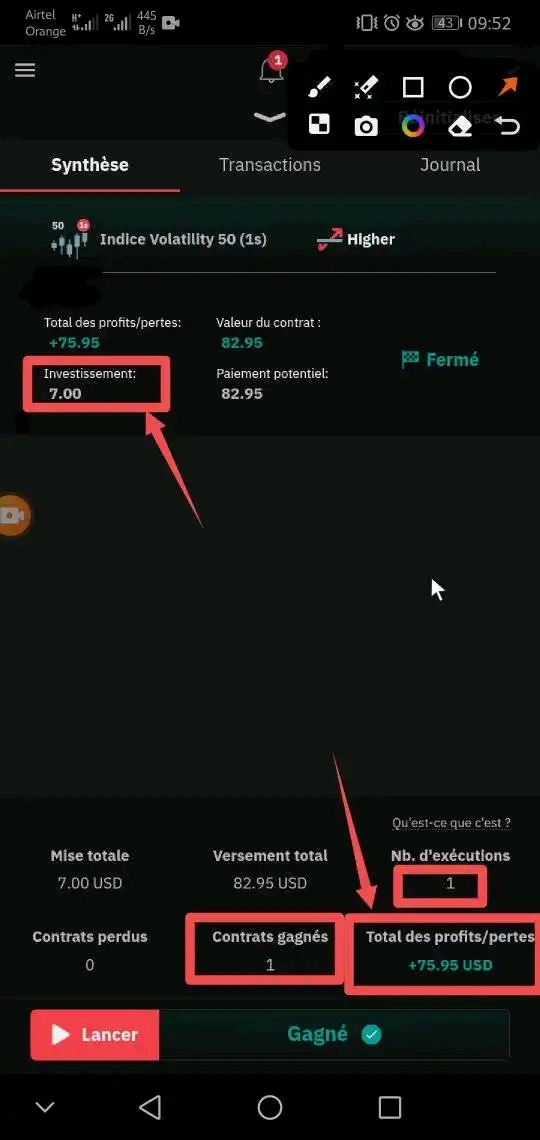 Airtel
Orange
H+
2G
445
B/s
43
09:52
1
Réinitialiser
Synthèse
Transactions
Journal
50
1s
Indice Volatility 50 (1s)
Higher
Total des profits/pertes:
Valeur du contrat :
+75.95
82.95
Fermé
Investissement:
Paiement potentiel:
7.00
82.95
Qu'est-ce que c'est ?
Mise totale
Versement total
Nb. d'exécutions
7.00 USD
82.95 USD
1
Contrats perdus
Contrats gagnés
Total des profits/pertes
0
1
+75.95 USD
Lancer
Gagné